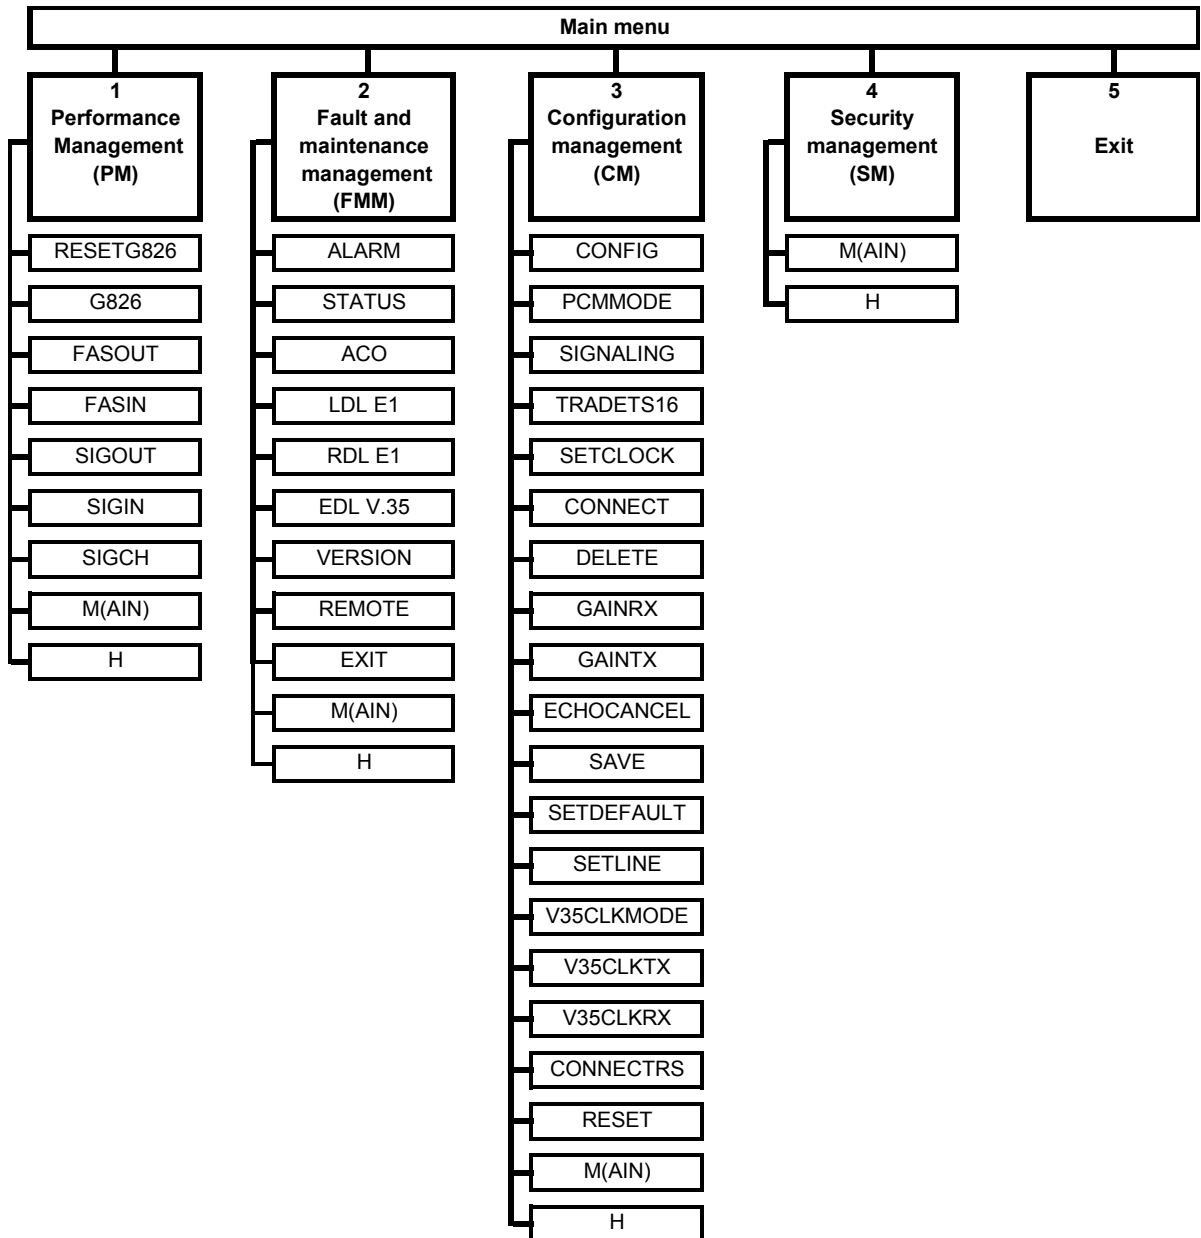 Main menu
1
Performance
Management
(PM)
RESETG826
G826
FASOUT
FASIN
SIGOUT
SIGIN
SIGCH
M(AIN)
H
2
Fault and
maintenance
management
(FMM)
ALARM
STATUS
ACO
LDL E1
RDL E1
EDL V.35
VERSION
REMOTE
EXIT
M(AIN)
H
3
Configuration
management
(CM)
CONFIG
PCMMODE
SIGNALING
TRADETS16
SETCLOCK
CONNECT
DELETE
GAINRX
GAINTX
ECHOCANCEL
SAVE
SETDEFAULT
SETLINE
V35CLKMODE
V35CLKTX
V35CLKRX
CONNECTRS
RESET
M(AIN)
H
4
Security
management
(SM)
M(AIN)
H
5
Exit